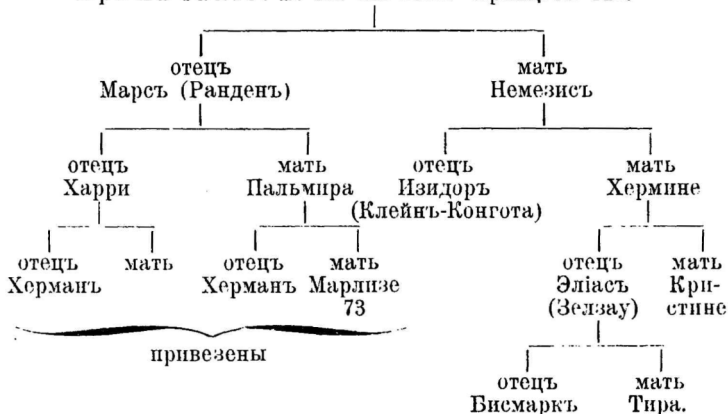 отецъ мать
Марсъ (Ранденъ) Немезисъ
отецъ мать отецъ мать
Харри Пальмира Изидоръ Хермине
(Клейнъ-Конгота)
отецъ мать отецъ мать отецъ мать
Херманъ Херманъ Марлизе Эліасъ Кри-
73 (Зелзау) стине
привезены
отецъ мать
Бисмаркъ Тира.